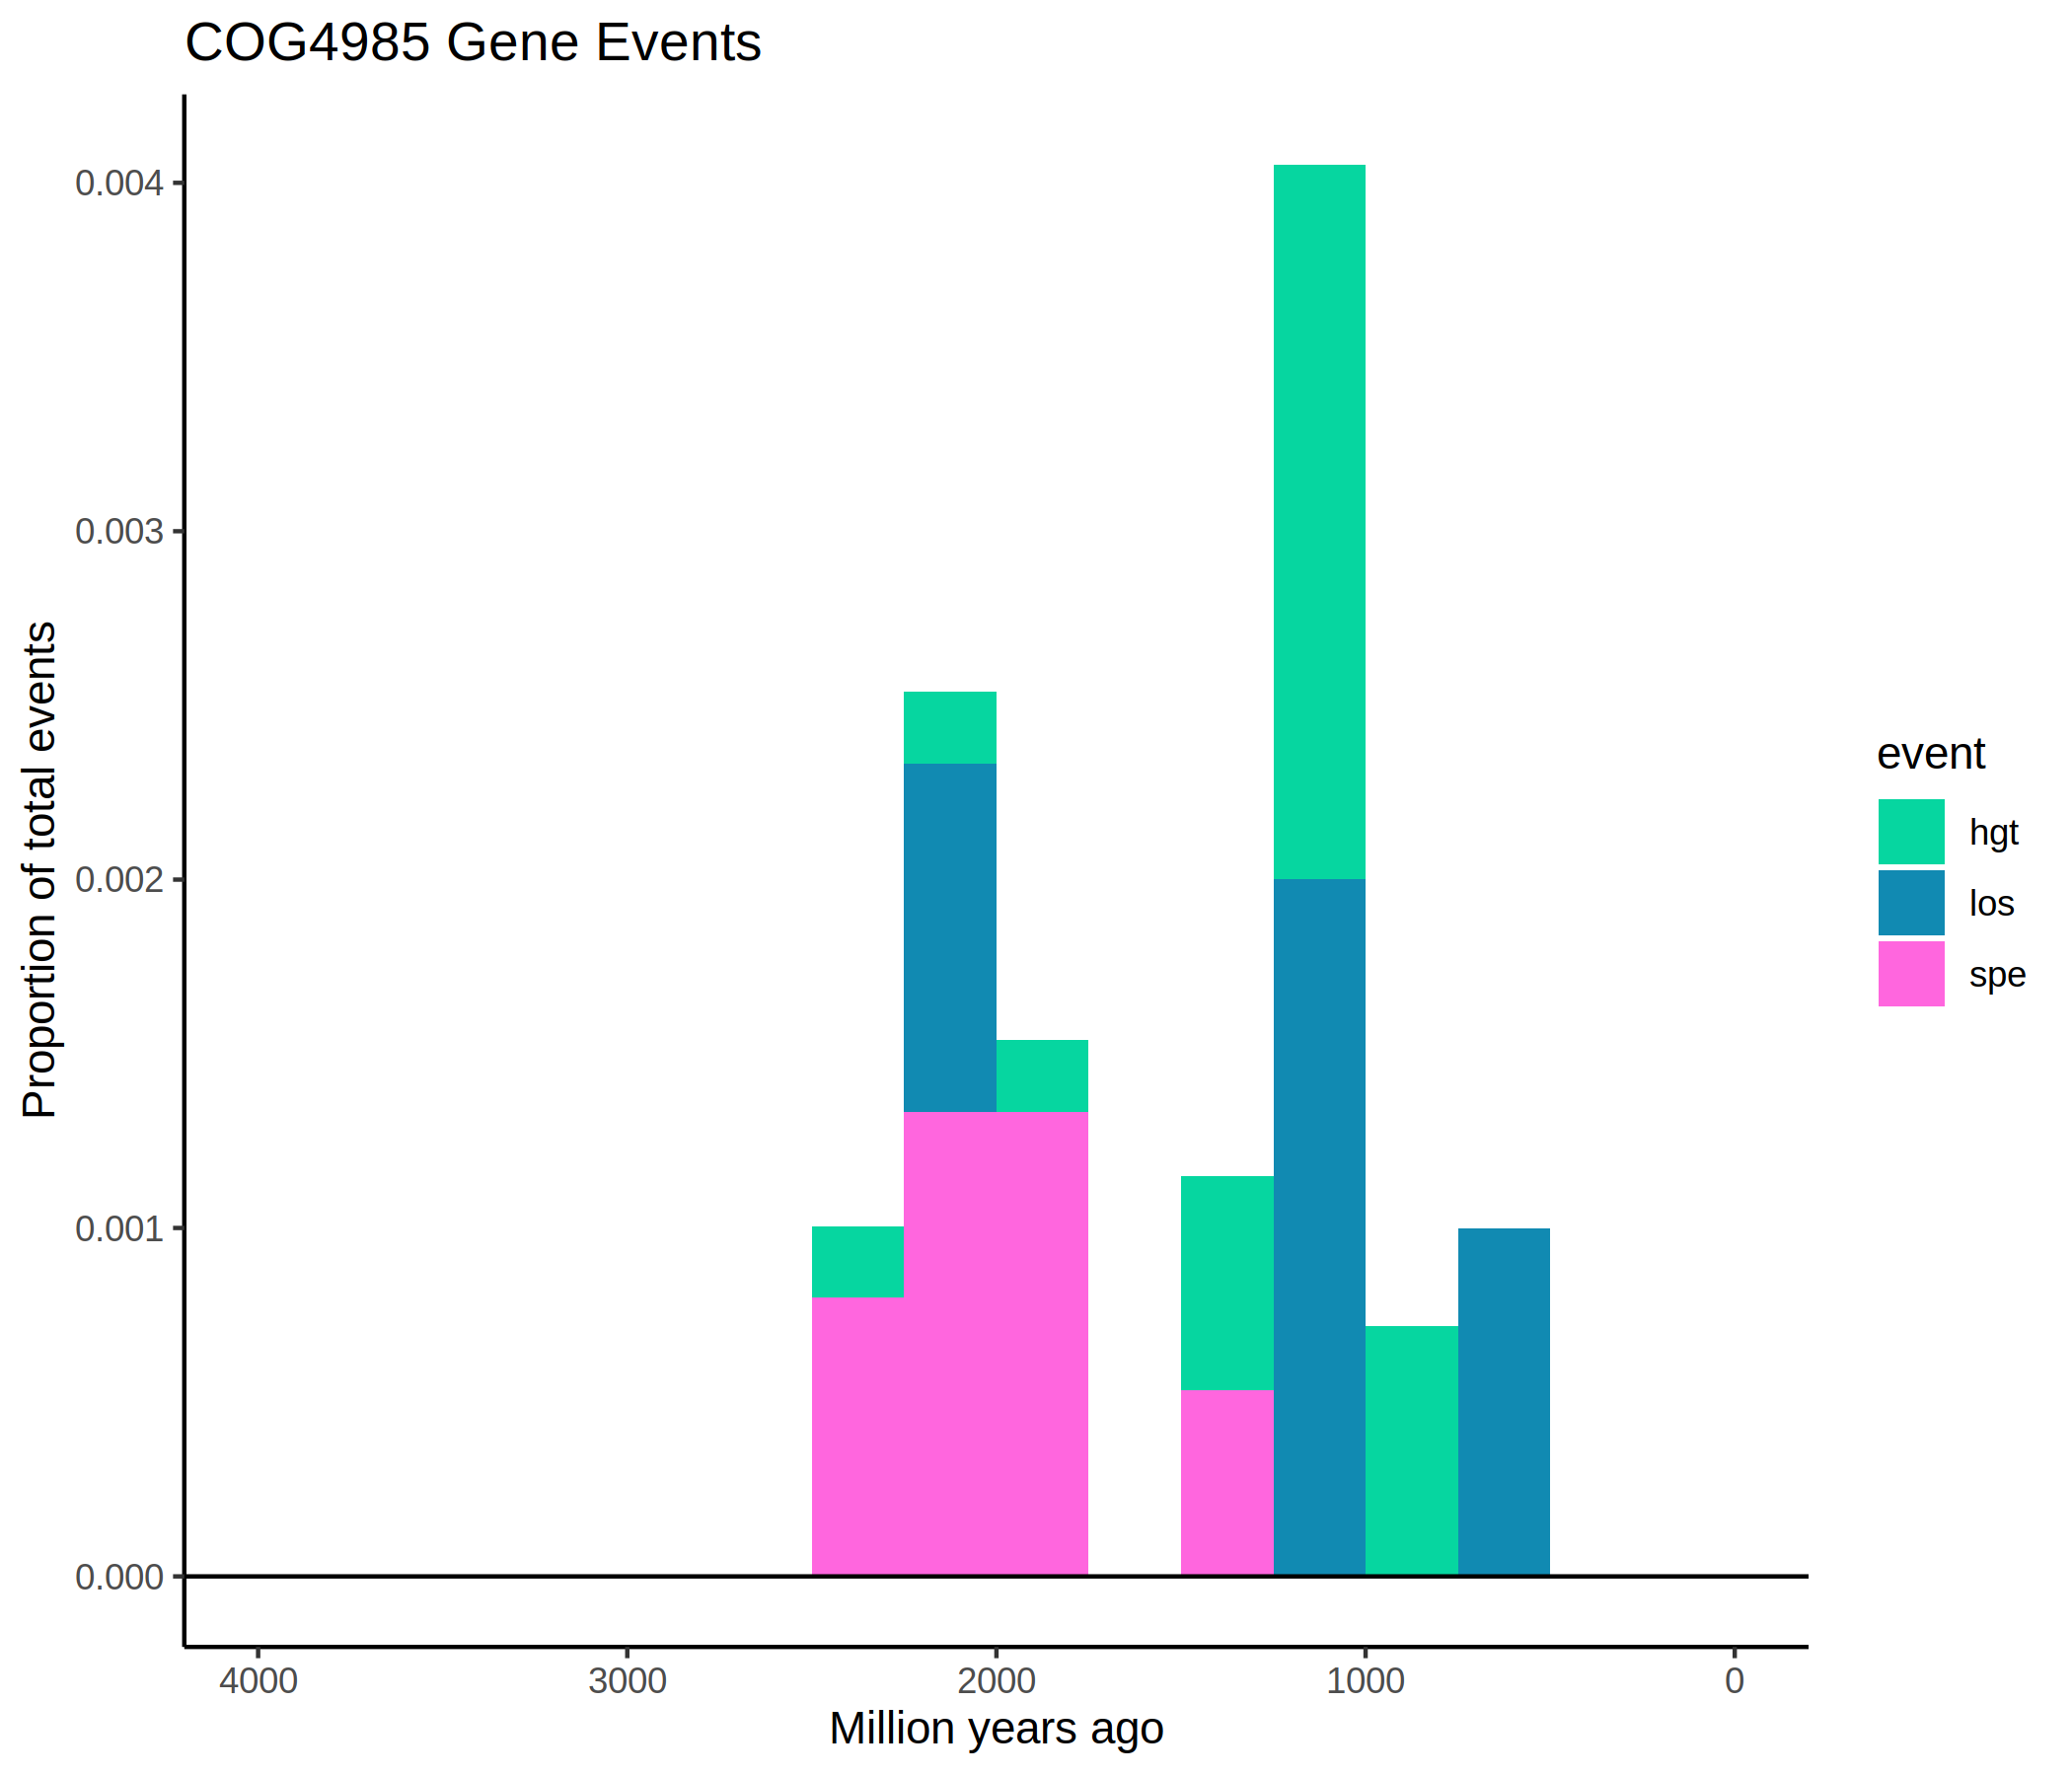 COG4985 Gene Events
Proportion of total events
0.004
0.003
0.002
0.001
0.000
4000 3000 2000 1000 0
Million years ago
event
hgt
los
spe